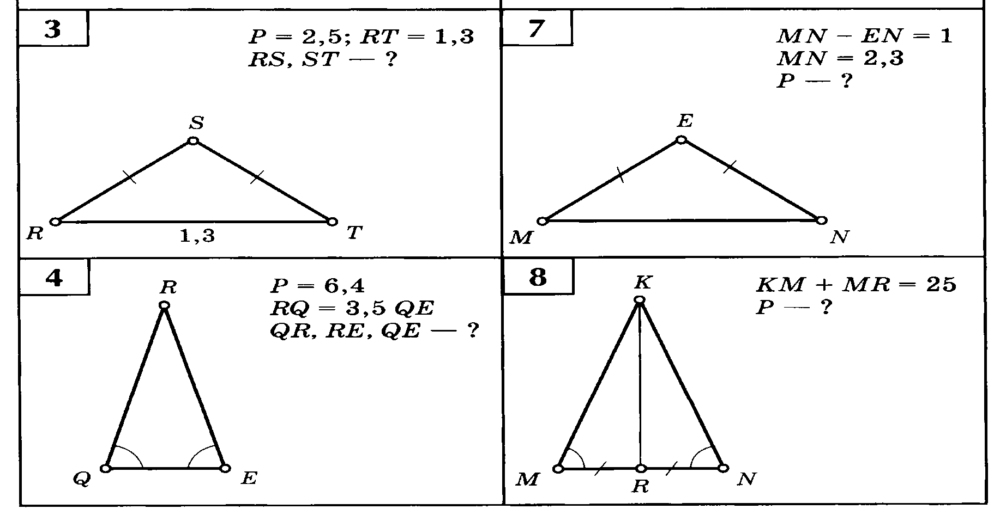 3
P = 2,5; RT = 1,3
RS, ST — ?
S
R
T
1,3
7
MN – EN = 1
MN = 2,3
P — ?
E
M
N
4
P = 6,4
RQ = 3,5 QE
QR, RE, QE — ?
R
Q
E
8
KM + MR = 25
P — ?
K
M
R
N